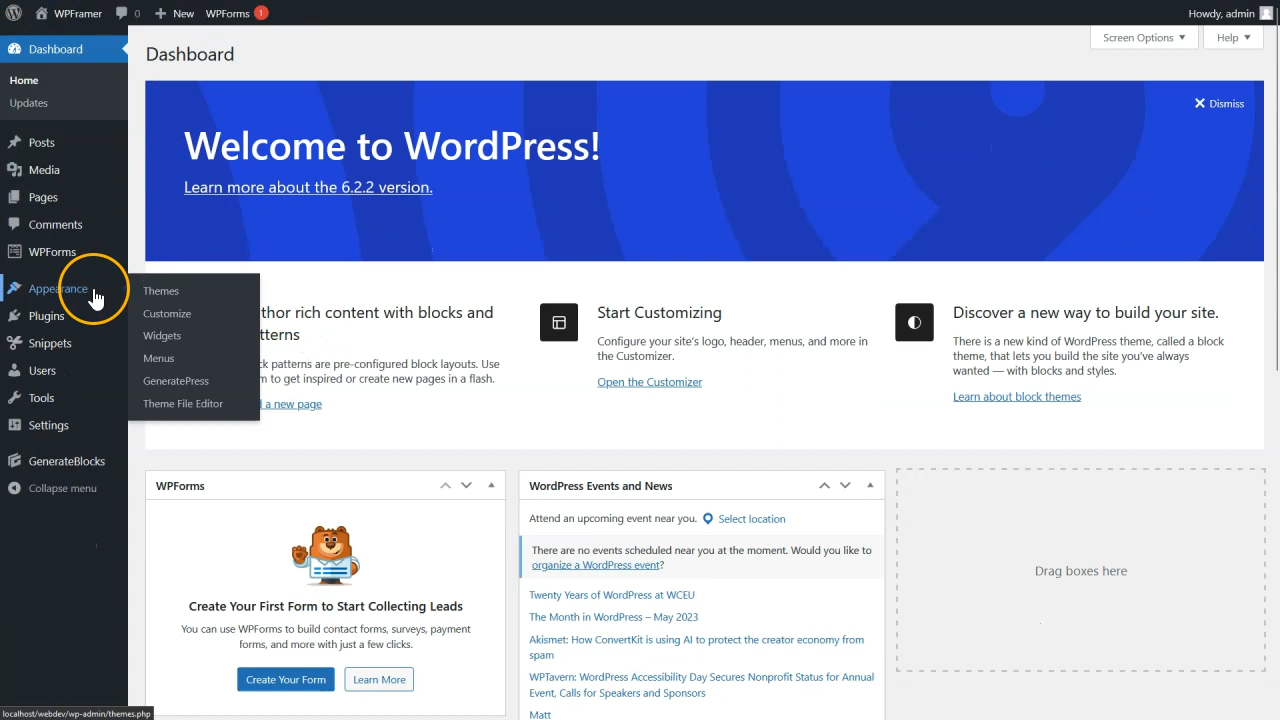 WPFramer
0
New
WPForms
1
Howdy, admin
Dashboard
Home
Updates
Posts
Media
Pages
Comments
WPForms
Appearance
Plugins
Snippets
Users
Tools
Settings
GenerateBlocks
Collapse menu
Themes
Customize
Widgets
Menus
GeneratePress
Theme File Editor
Screen Options
Help
Dashboard
Dismiss
Welcome to WordPress!
Learn more about the 6.2.2 version.
thor rich content with blocks and
tterns
ck patterns are pre-configured block layouts. Use
m to get inspired or create new pages in a flash.
a new page
Start Customizing
Configure your site's logo, header, menus, and more in
the Customizer.
Open the Customizer
Discover a new way to build your site.
There is a new kind of WordPress theme, called a block
theme, that lets you build the site you've always
wanted — with blocks and styles.
Learn about block themes
WPForms
Create Your First Form to Start Collecting Leads
You can use WPForms to build contact forms, surveys, payment
forms, and more with just a few clicks.
Create Your Form
Learn More
WordPress Events and News
Attend an upcoming event near you.
Select location
There are no events scheduled near you at the moment. Would you like to
organize a WordPress event?
Twenty Years of WordPress at WCEU
The Month in WordPress – May 2023
Akismet: How ConvertKit is using AI to protect the creator economy from
spam
WPTavern: WordPress Accessibility Day Secures Nonprofit Status for Annual
Event, Calls for Speakers and Sponsors
Matt
Drag boxes here
localhost/webdev/wp-admin/themes.php